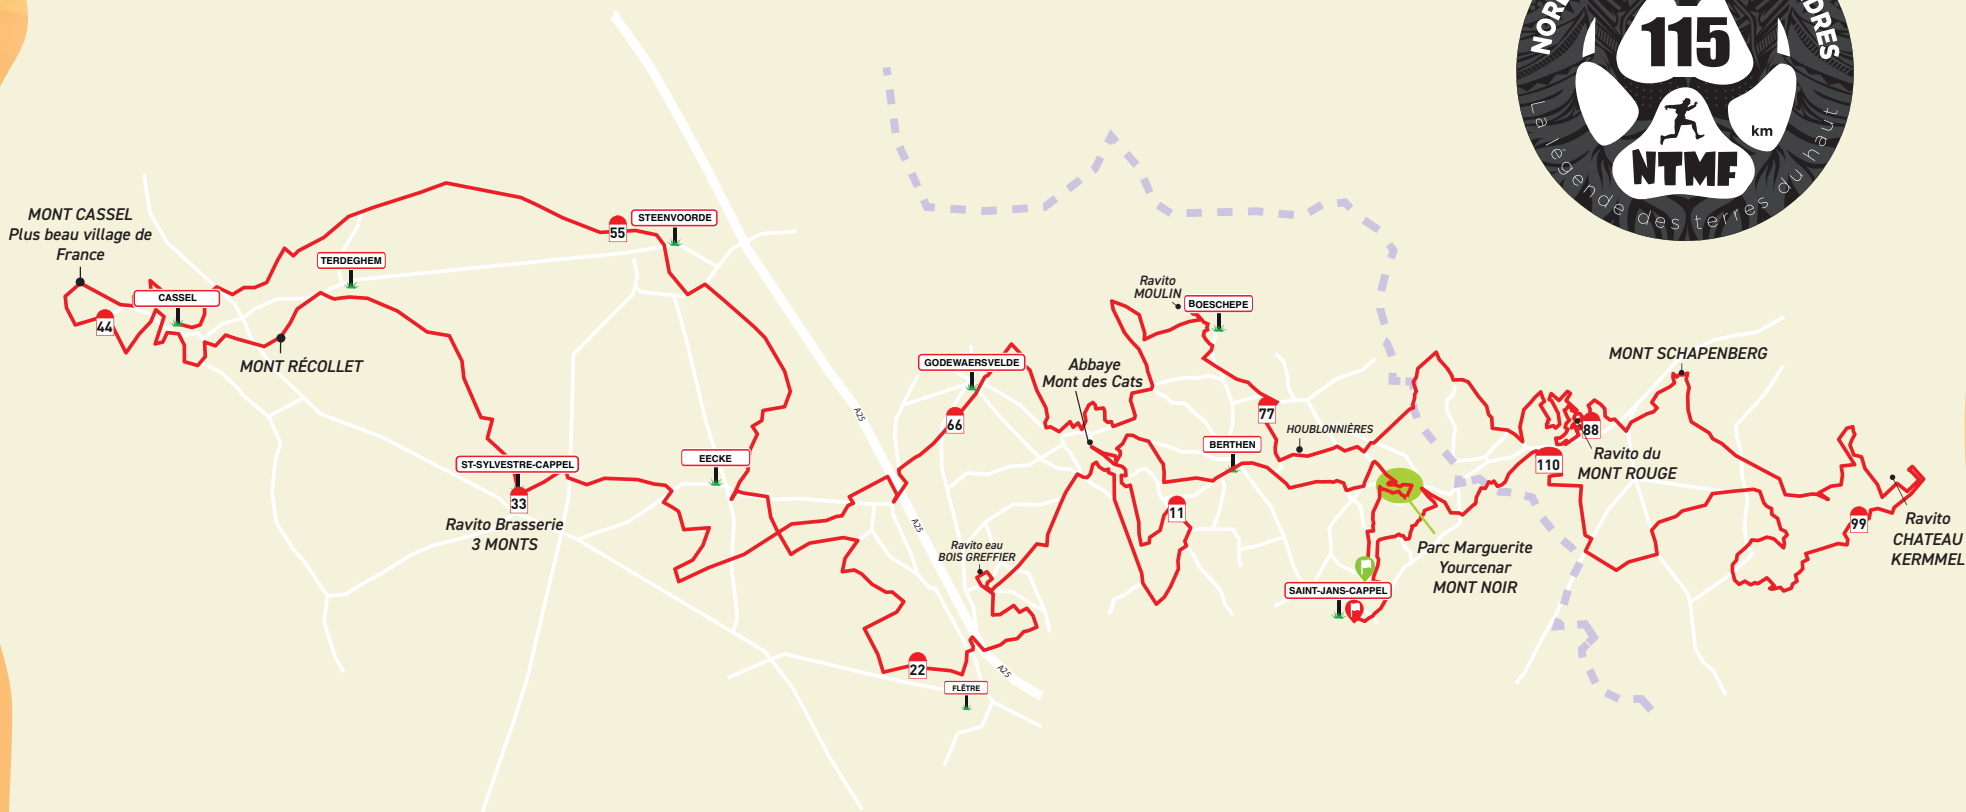 NOR
DRES
115
km
NTMF
La légende des terres du haut
MONT CASSEL
Plus beau village de
France
CASSEL
44
TERDEGHEM
MONT RÉCOLLET
55
STEENVOORDE
ST-SYLVESTRE-CAPPEL
33
Ravito Brasserie
3 MONTS
EECKE
A25
A25
A25
GODEWAERSVELDE
66
Ravito eau
BOIS GREFFIER
22
FLÊTRE
Abbaye
Mont des Cats
Ravito
MOULIN
BOESCHEPE
77
HOUBLONNIÈRES
BERTHEN
11
SAINT-JANS-CAPPEL
Parc Marguerite
Yourcenar
MONT NOIR
110
88
Ravito du
MONT ROUGE
MONT SCHAPENBERG
99
Ravito
CHATEAU
KERMMEL